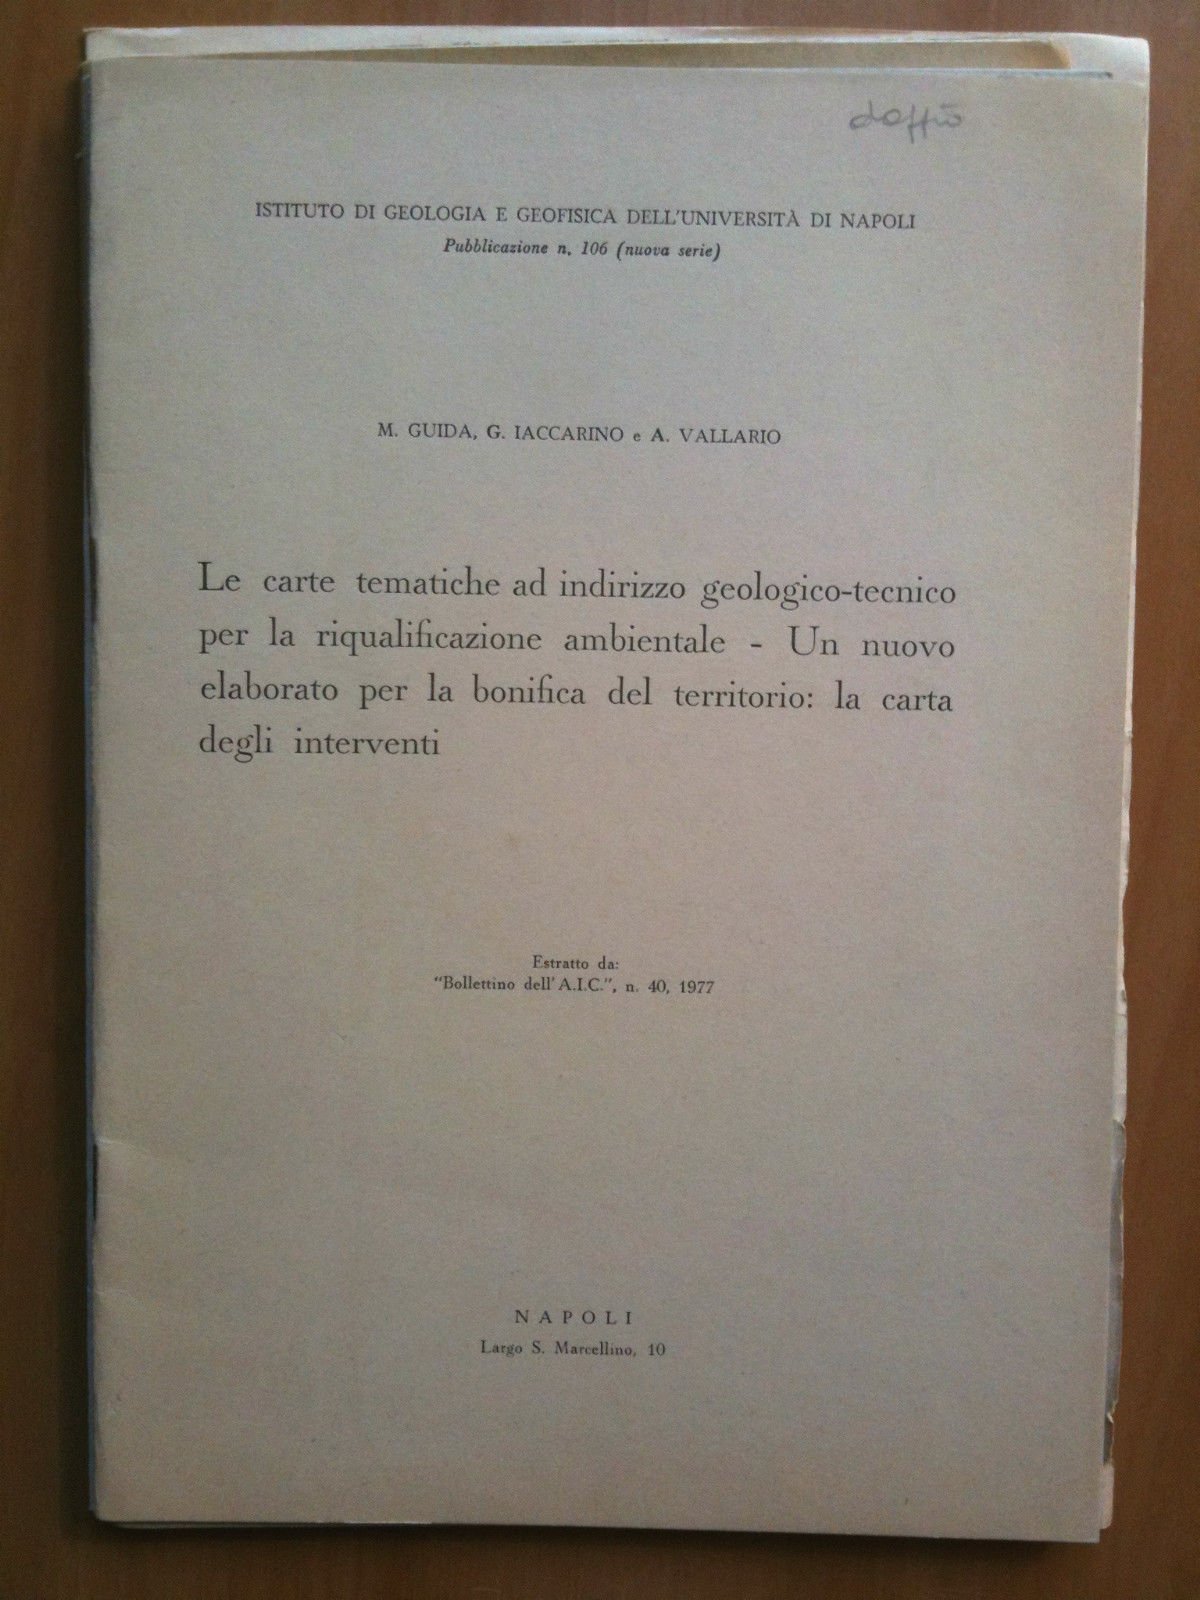 ISTITUTO DI GEOLOGIA E GEOFISICA DELL'UNIVERSITÀ DI NAPOLI
Pubblicazione n. 106 (nuova serie)
M. GUIDA, G. IACCARINO e A. VALLARIO
Le carte tematiche ad indirizzo geologico-tecnico
per la riqualificazione ambientale - Un nuovo
elaborato per la bonifica del territorio: la carta
degli interventi
Estratto da:
"Bollettino dell'A.I.C.", n. 40, 1977
NAPOLI
Largo S. Marcellino, 10